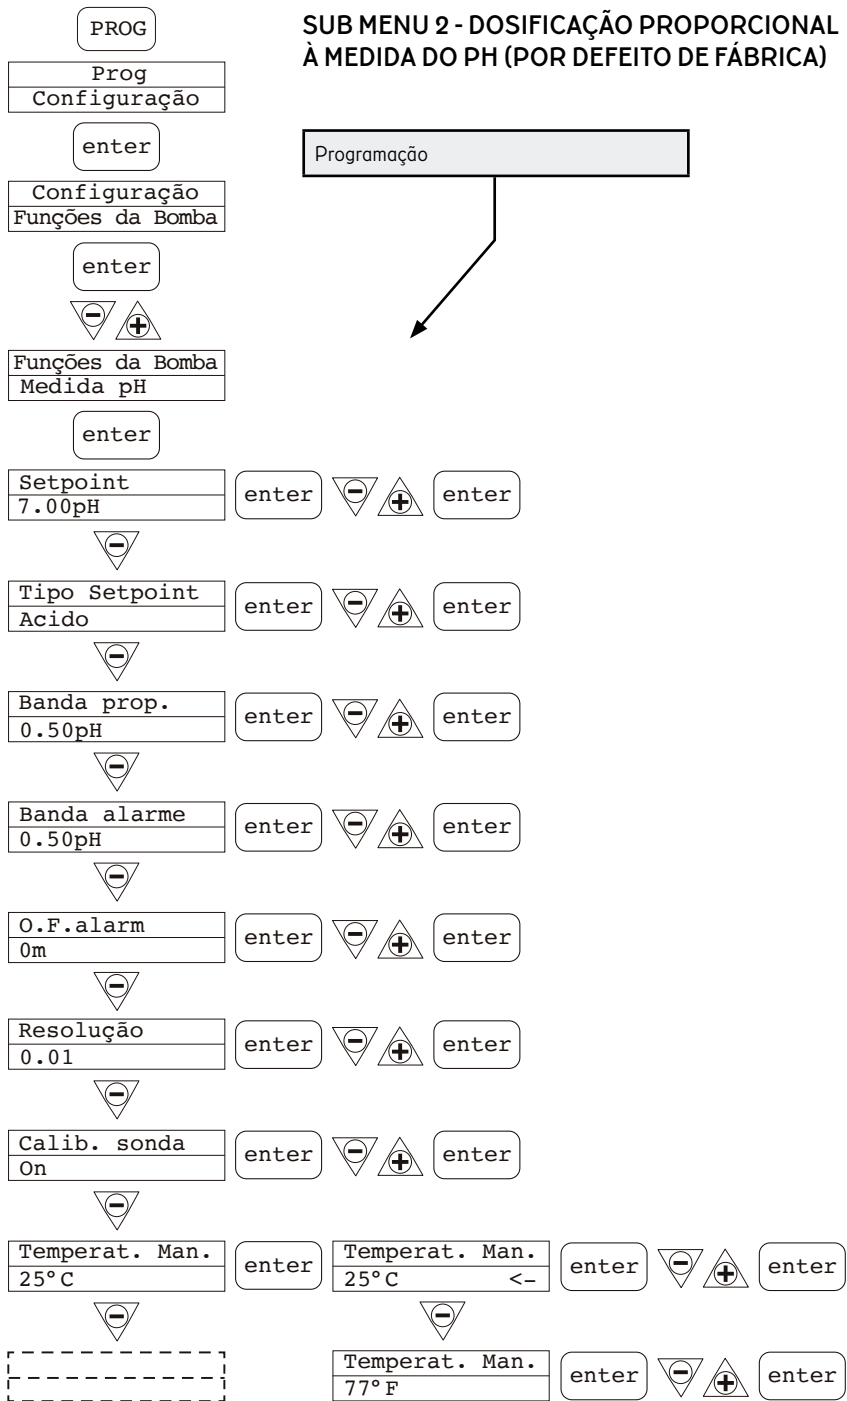 PROG
SUB MENU 2 - DOSIFICAÇÃO PROPORCIONAL
À MEDIDA DO PH (POR DEFEITO DE FÁBRICA)
Prog
Configuração
enter
Programação
Configuração
Funções da Bomba
enter
Funções da Bomba
Medida pH
enter
Setpoint
7.00pH
enter
enter
Tipo Setpoint
Acido
enter
enter
Banda prop.
0.50pH
enter
enter
Banda alarme
0.50pH
enter
enter
O.F.alarm
0m
enter
enter
Resolução
0.01
enter
enter
Calib. sonda
On
enter
enter
Temperat. Man.
25°C
enter
Temperat. Man.
25°C <-
enter
enter
Temperat. Man.
77°F
enter
enter